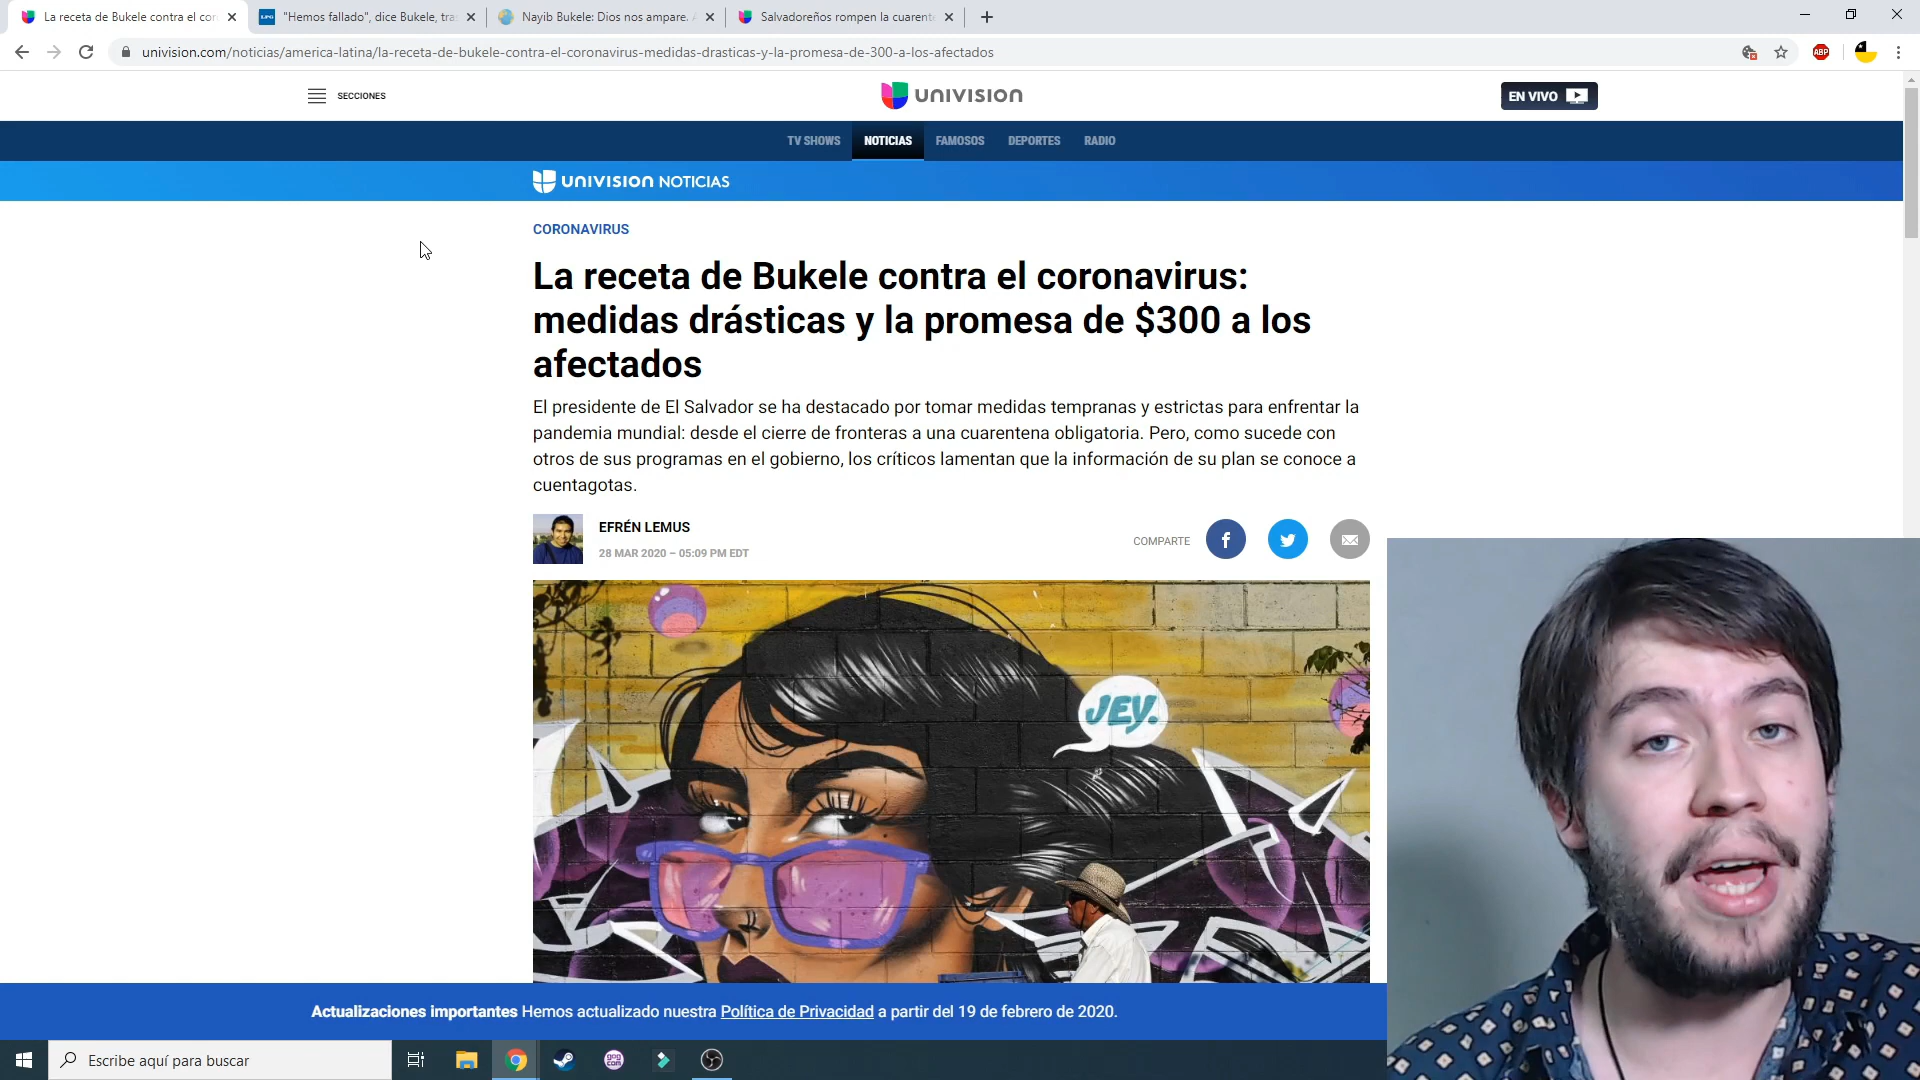 La receta de Bukele contra el cor
"Hemos fallado", dice Bukele, tra
Nayib Bukele: Dios nos ampare.
Salvadoreños rompen la cuarent
univision.com/noticias/america-latina/la-receta-de-bukele-contra-el-coronavirus-medidas-drasticas-y-la-promesa-de-300-a-los-afectados
ABP
SECCIONES
UNIVISION
EN VIVO
TV SHOWS NOTICIAS FAMOSOS DEPORTES RADIO
UNIVISION NOTICIAS
CORONAVIRUS
La receta de Bukele contra el coronavirus:
medidas drásticas y la promesa de $300 a los
afectados
El presidente de El Salvador se ha destacado por tomar medidas tempranas y estrictas para enfrentar la
pandemia mundial: desde el cierre de fronteras a una cuarentena obligatoria. Pero, como sucede con
otros de sus programas en el gobierno, los críticos lamentan que la información de su plan se conoce a
cuentagotas.
EFRÉN LEMUS
28 MAR 2020 – 05:09 PM EDT
COMPARTE
JEY.
Actualizaciones importantes Hemos actualizado nuestra Política de Privacidad a partir del 19 de febrero de 2020.
Escribe aquí para buscar